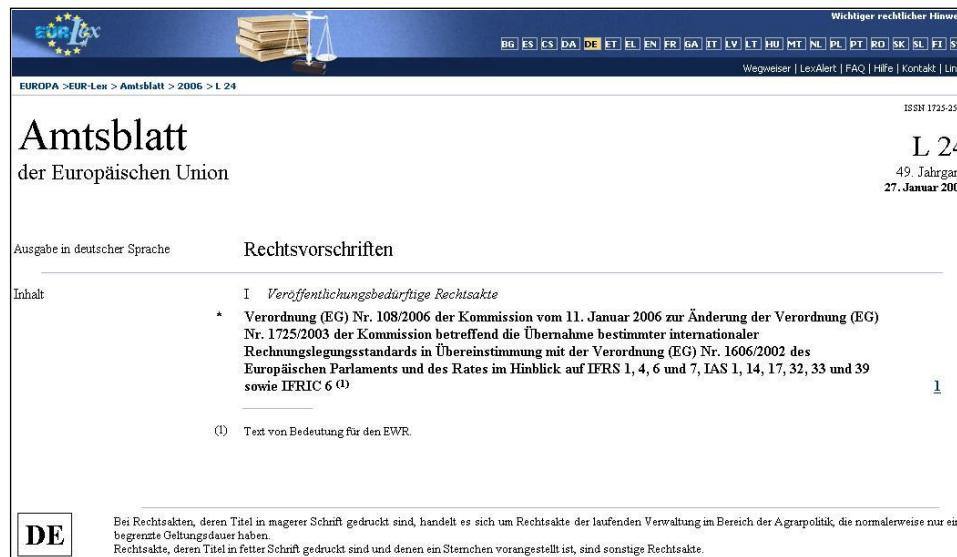 EUR Lex
Wichtiger rechtlicher
BG ES CS DA DE ET EL EN FR GA IT LV LT HU MT NL PL PT RO SK SL FI
Wegweiser | LexAlert | FAQ | Hilfe | Kontakt |
EUROPA >EUR-Lex > Amtsblatt > 2006 > L 24
ISSN 1725-25
Amtsblatt
der Europäischen Union
L 24
49.
27. Januar
Ausgabe in deutscher Sprache
Rechtsvorschriften
Inhalt
I Veröffentlichungsbedürftige Rechtsakte
* Verordnung (EG) Nr. 108/2006 der Kommission vom 11. Januar 2006 zur Änderung der Verordnung (EG)
Nr. 1725/2003 der Kommission betreffend die Übernahme bestimmter internationaler
Rechnungslegungsstandards in Übereinstimmung mit der Verordnung (EG) Nr. 1606/2002 des
Europäischen Parlaments und des Rates im Hinblick auf IFRS 1, 4, 6 und 7, IAS 1, 14, 17, 32, 33 und 39
sowie IFRIC 6 (1)
1
(1) Text von Bedeutung für den EWR.
DE
Bei Rechtsakten, deren Titel in magerer Schrift gedruckt sind, handelt es sich um Rechtsakte der laufenden Verwaltung im Bereich der Agrarpolitik, die normalerweise nur
begrenzte Geltungsdauer haben.
Rechtsakte, deren Titel in fetter Schrift gedruckt sind und denen ein Sternchen vorangestellt ist, sind sonstige Rechtsakte.